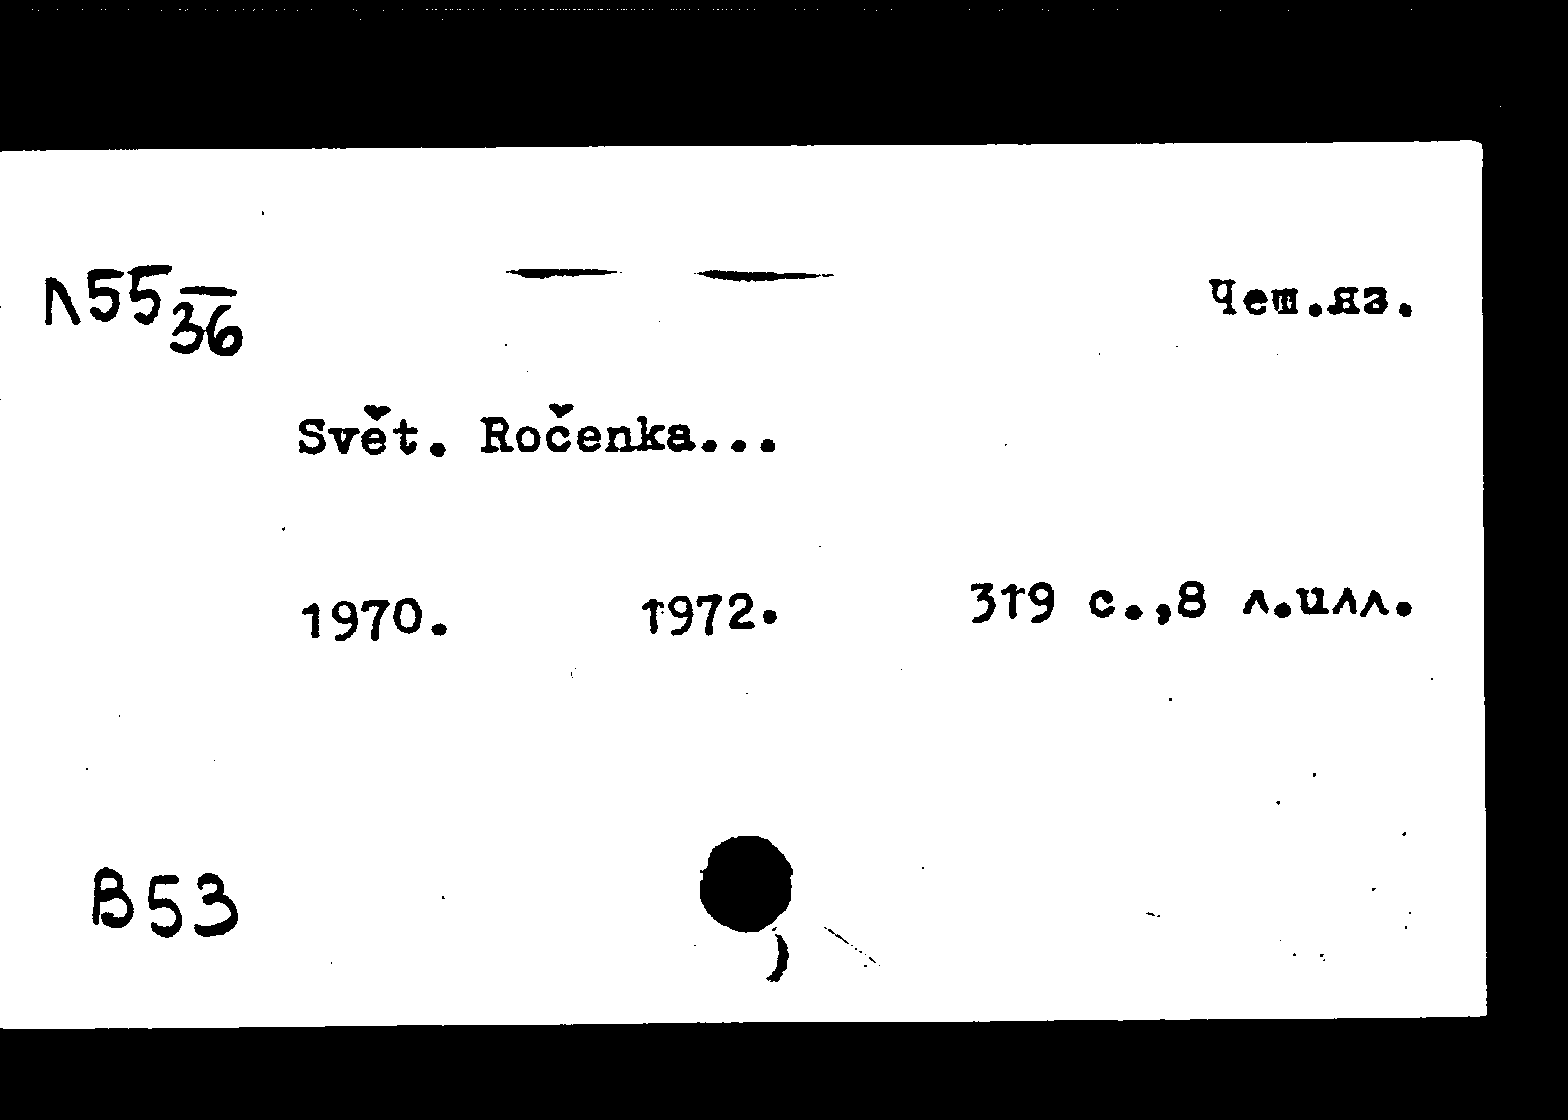 Л55 36
Чеш.яз.
Svět. Ročenka...
1970. 1972. 319 с.,8 л.илл.
В53